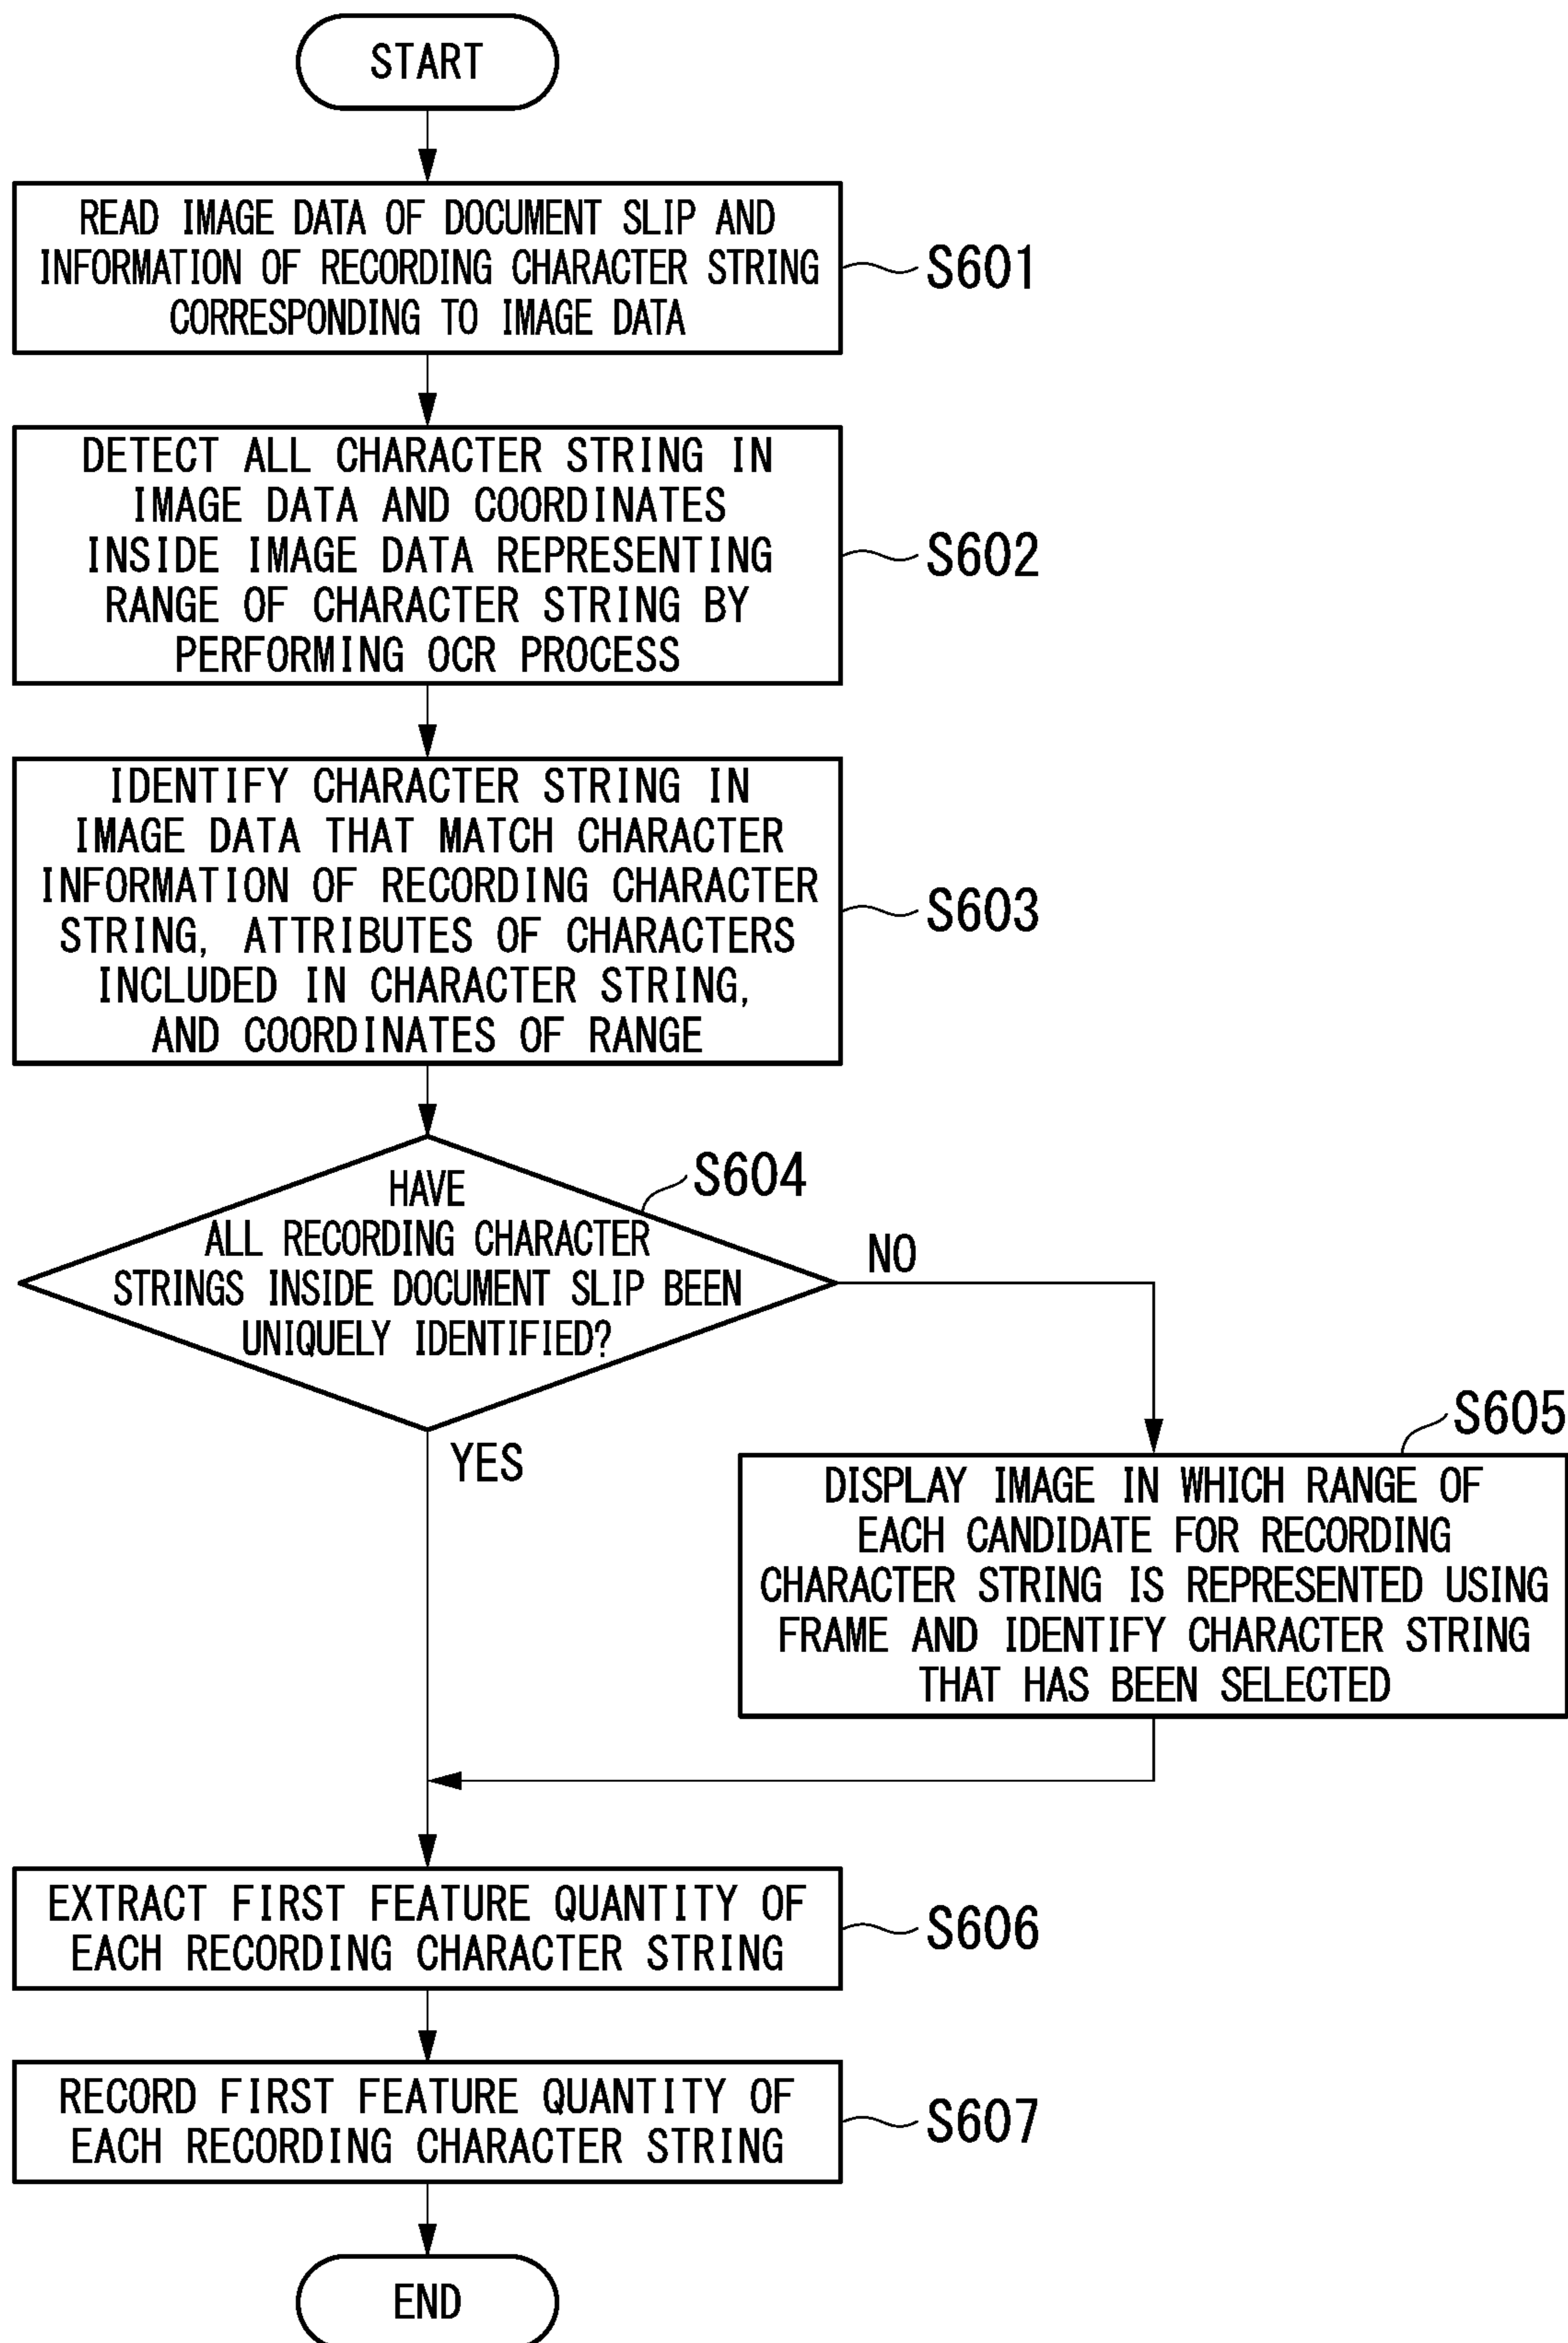 START
READ IMAGE DATA OF DOCUMENT SLIP AND
INFORMATION OF RECORDING CHARACTER STRING
CORRESPONDING TO IMAGE DATA
S601
DETECT ALL CHARACTER STRING IN
IMAGE DATA AND COORDINATES
INSIDE IMAGE DATA REPRESENTING
RANGE OF CHARACTER STRING BY
PERFORMING OCR PROCESS
S602
IDENTIFY CHARACTER STRING IN
IMAGE DATA THAT MATCH CHARACTER
INFORMATION OF RECORDING CHARACTER
STRING, ATTRIBUTES OF CHARACTERS
INCLUDED IN CHARACTER STRING,
AND COORDINATES OF RANGE
S603
HAVE
ALL RECORDING CHARACTER
STRINGS INSIDE DOCUMENT SLIP BEEN
UNIQUELY IDENTIFIED?
S604
NO
YES
S605
DISPLAY IMAGE IN WHICH RANGE OF
EACH CANDIDATE FOR RECORDING
CHARACTER STRING IS REPRESENTED USING
FRAME AND IDENTIFY CHARACTER STRING
THAT HAS BEEN SELECTED
EXTRACT FIRST FEATURE QUANTITY OF
EACH RECORDING CHARACTER STRING
S606
RECORD FIRST FEATURE QUANTITY OF
EACH RECORDING CHARACTER STRING
S607
END